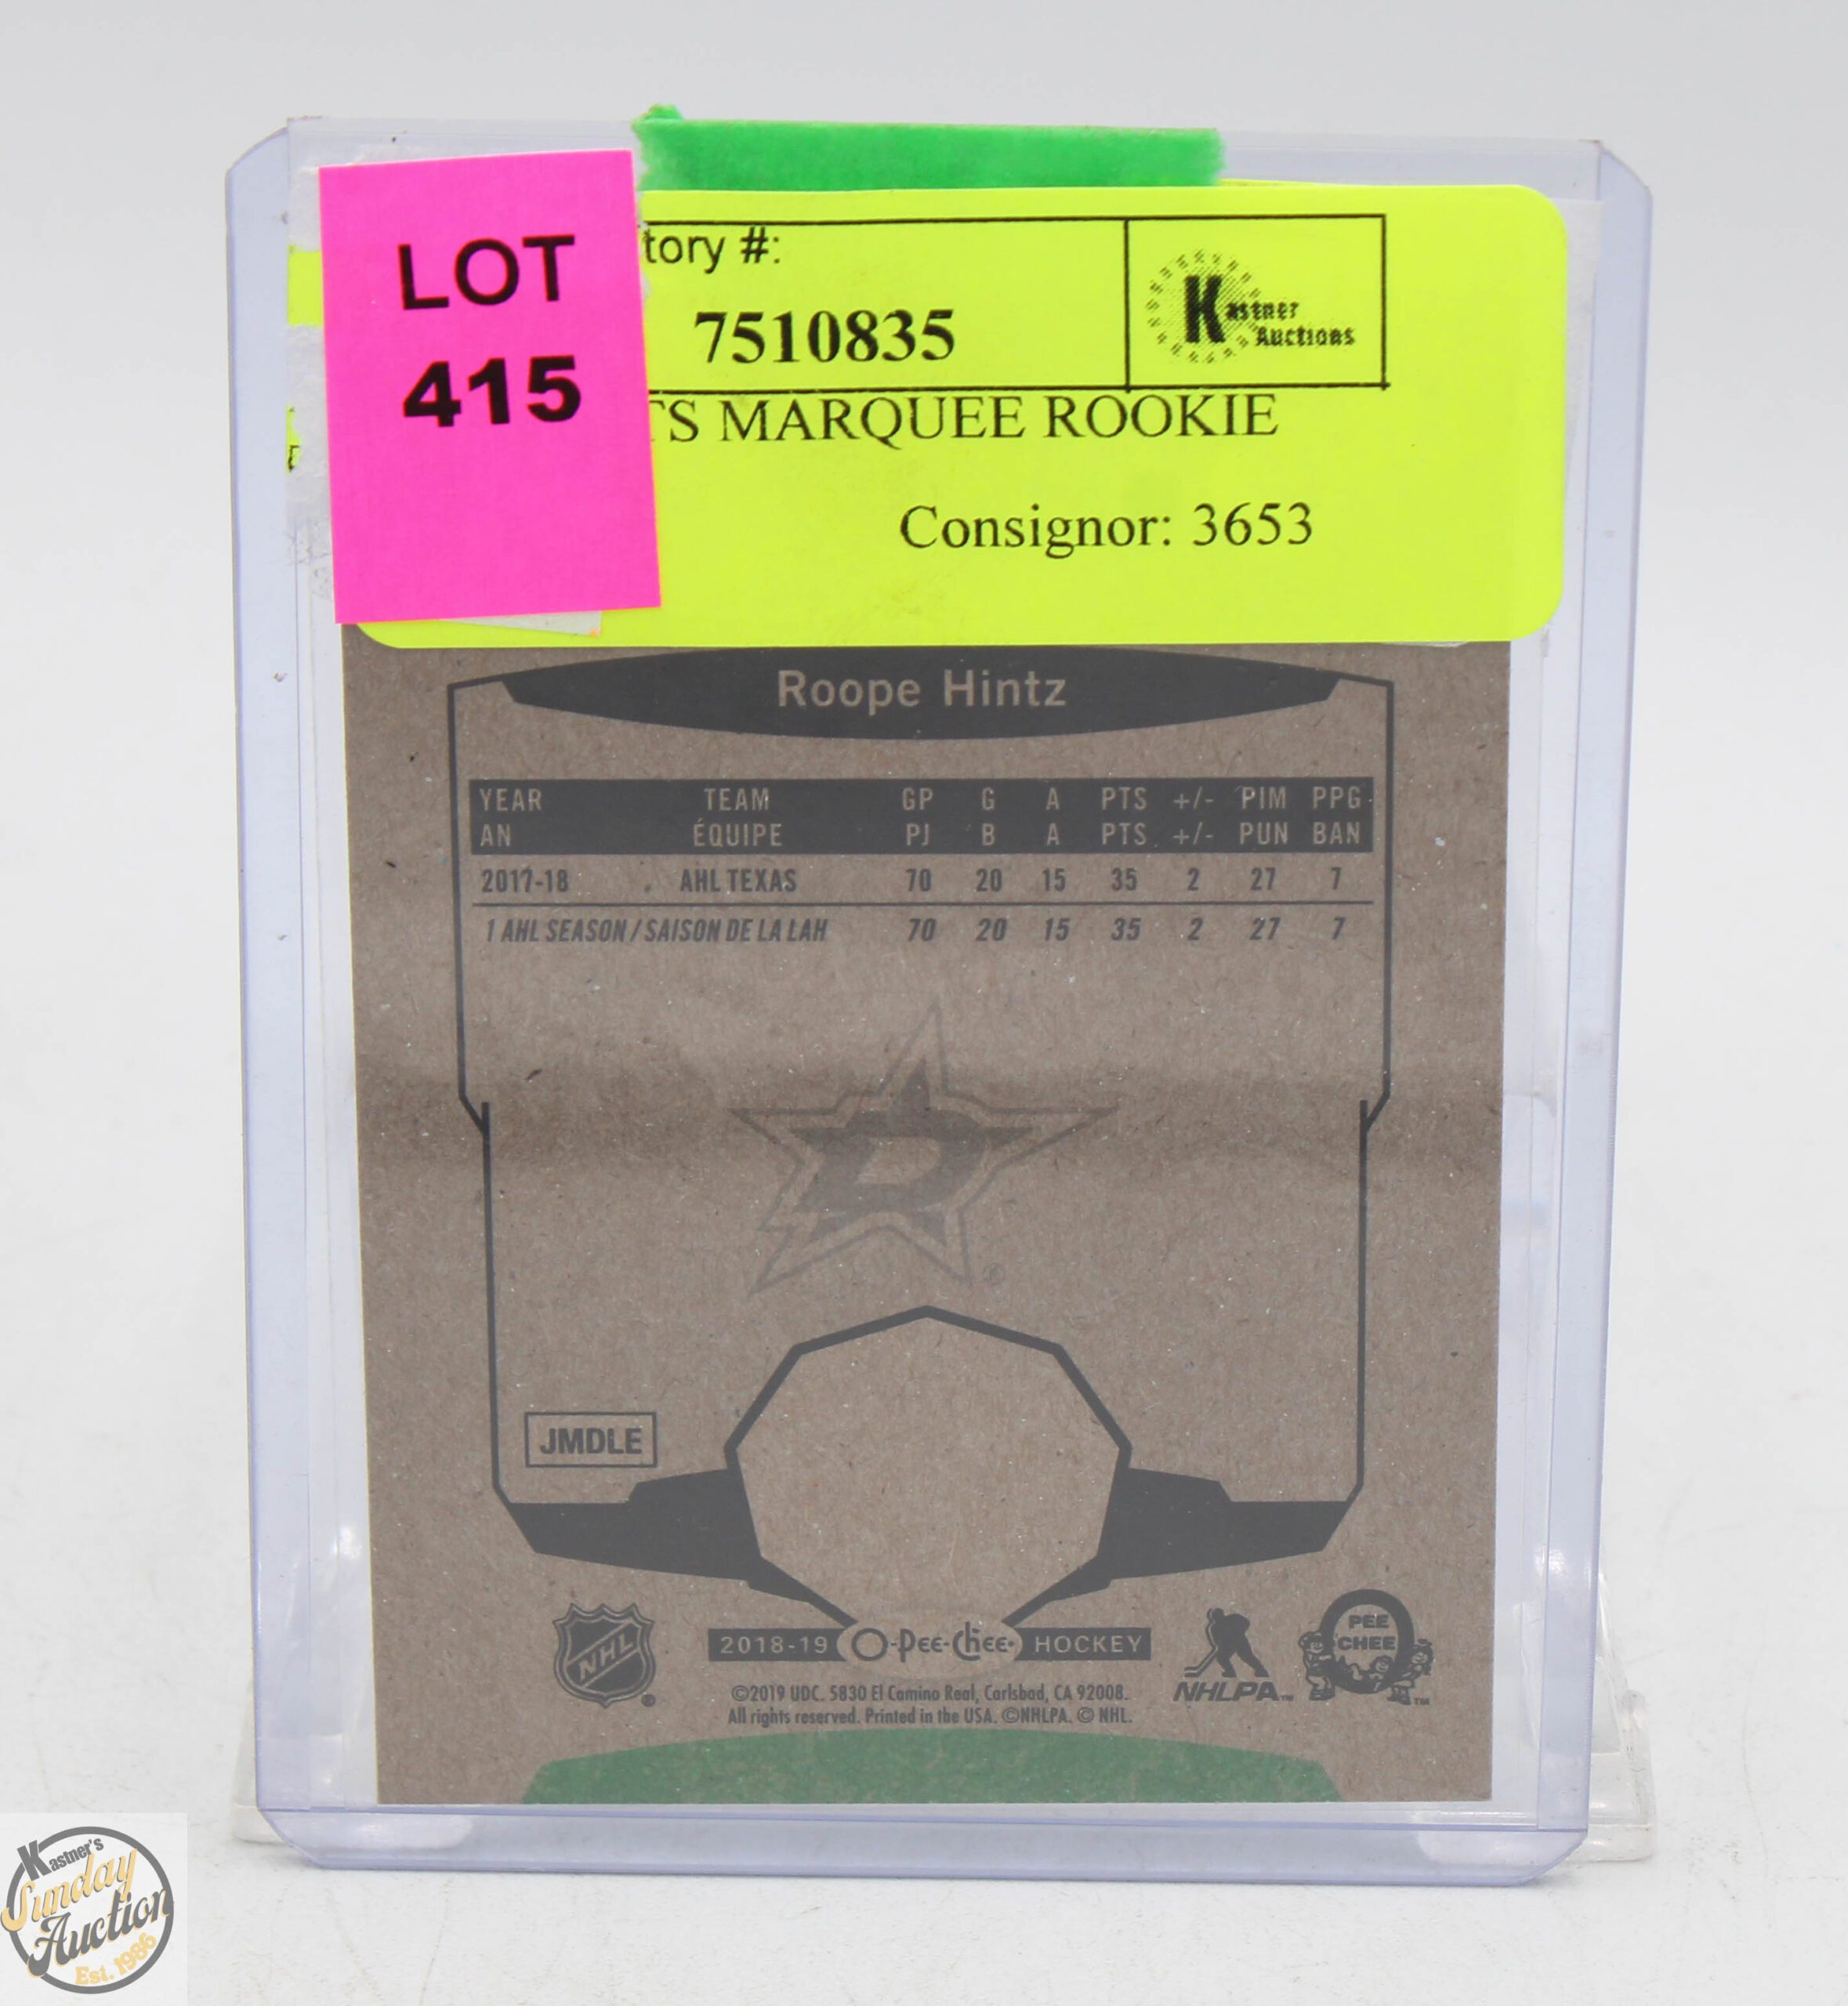 LOT
415
tory #:
7510835
Kastner
Auctions
TS MARQUEE ROOKIE
Consignor: 3653
Roope Hintz
YEAR TEAM GP G A PTS +/- PIM PPG
AN ÉQUIPE PJ B A PTS +/- PUN BAN
2017-18 AHL TEXAS 70 20 15 35 2 27 7
1 AHL SEASON / SAISON DE LA LAH 70 20 15 35 2 27 7
D
®
JMDLE
NHL ®
2018-19 O-PEE-CHEE HOCKEY
NHLPA ™
PEE
CHEE
™
©2019 UDC. 5830 El Camino Real, Carlsbad, CA 92008.
All rights reserved. Printed in the USA. ©NHLPA. © NHL.
Kastner's
Sunday
Auction
Est. 1986